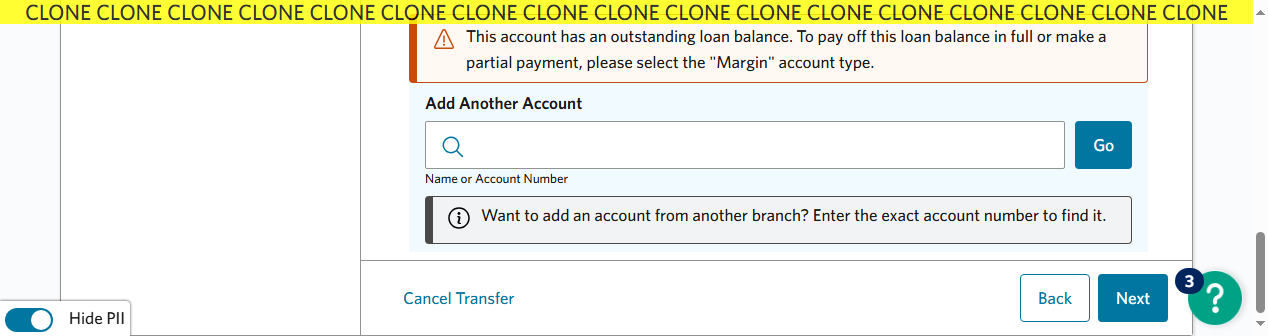 CLONE CLONE CLONE CLONE CLONE CLONE CLONE CLONE CLONE CLONE CLONE CLONE CLONE CLONE CLONE CLONE CLONE
This account has an outstanding loan balance. To pay off this loan balance in full or make a
partial payment, please select the "Margin" account type.
Add Another Account
Go
Name or Account Number
Want to add an account from another branch? Enter the exact account number to find it.
Cancel Transfer
Back
Next
3
?
Hide PII